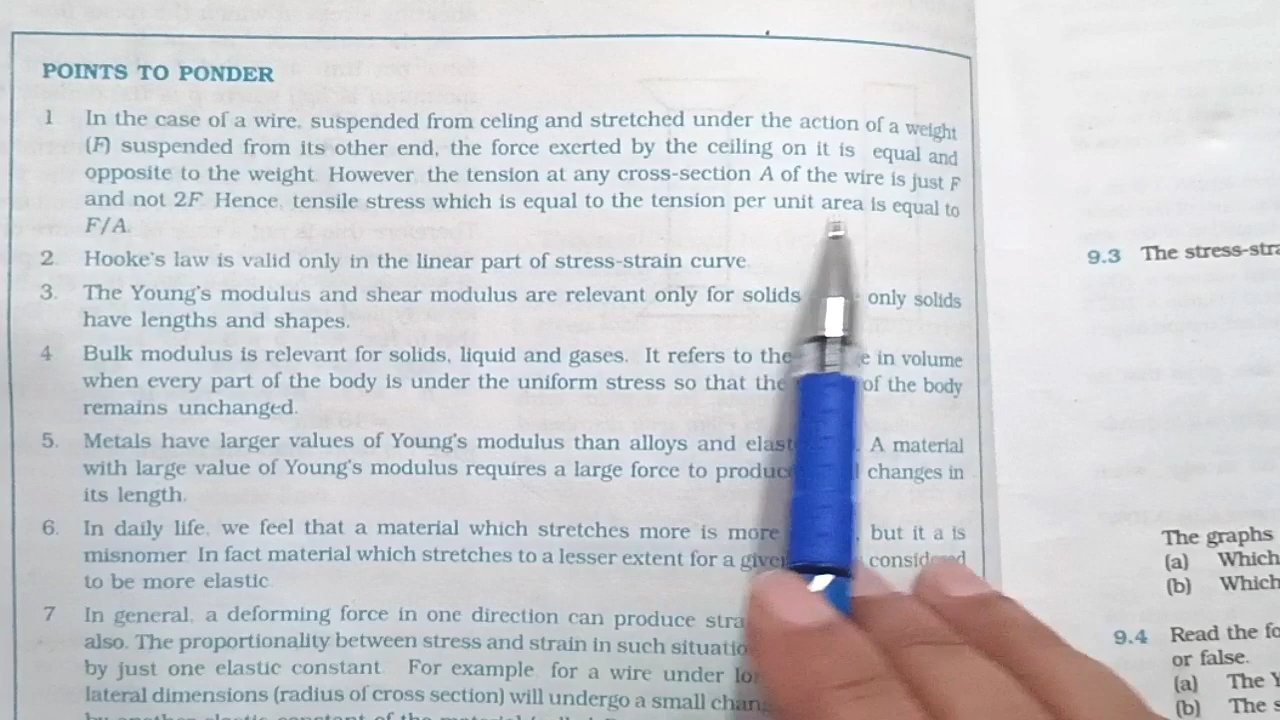 POINTS TO PONDER
1. In the case of a wire, suspended from celing and stretched under the action of a weight
(F) suspended from its other end, the force exerted by the ceiling on it is equal and
opposite to the weight. However, the tension at any cross-section A of the wire is just F
and not 2F. Hence, tensile stress which is equal to the tension per unit area is equal to
F/A.
2. Hooke's law is valid only in the linear part of stress-strain curve.
3. The Young's modulus and shear modulus are relevant only for solids only solids
have lengths and shapes.
4. Bulk modulus is relevant for solids, liquid and gases. It refers to the e in volume
when every part of the body is under the uniform stress so that the of the body
remains unchanged.
5. Metals have larger values of Young's modulus than alloys and elast . A material
with large value of Young's modulus requires a large force to produc l changes in
its length.
6. In daily life, we feel that a material which stretches more is more , but it a is
misnomer. In fact material which stretches to a lesser extent for a give considered
to be more elastic.
7. In general, a deforming force in one direction can produce stra
also. The proportionality between stress and strain in such situatio
by just one elastic constant. For example, for a wire under lo
lateral dimensions (radius of cross section) will undergo a small chan
by another elastic constant of the material
9.3 The stress-stra
The graphs
(a) Which
(b) Which
9.4 Read the fo
or false.
(a) The Y
(b) The s